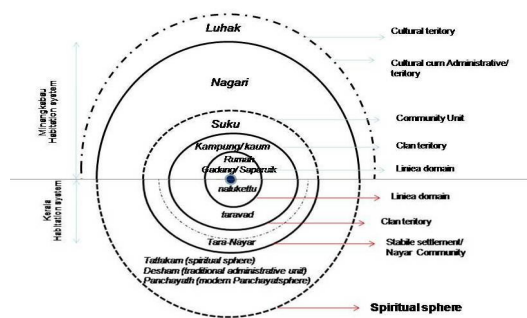 Luhak
Nagari
Suku
Kampung/ kaum
Rumah
Gadang/ Saparuik
nalukettu
taravad
Tara-Nayar
Tattakam (spiritual sphere)
Desham (traditional administrative unit)
Panchayath (modern Panchayatsphere)
Minangkabau
Habitation system
Kerala
Habitation system
Cultural teritory
Cultural cum Administrative/
teritory
Community Unit
Clan teritory
Liniea domain
Liniea domain
Clan teritory
Stabile settlement/
Nayar Community
Spiritual sphere